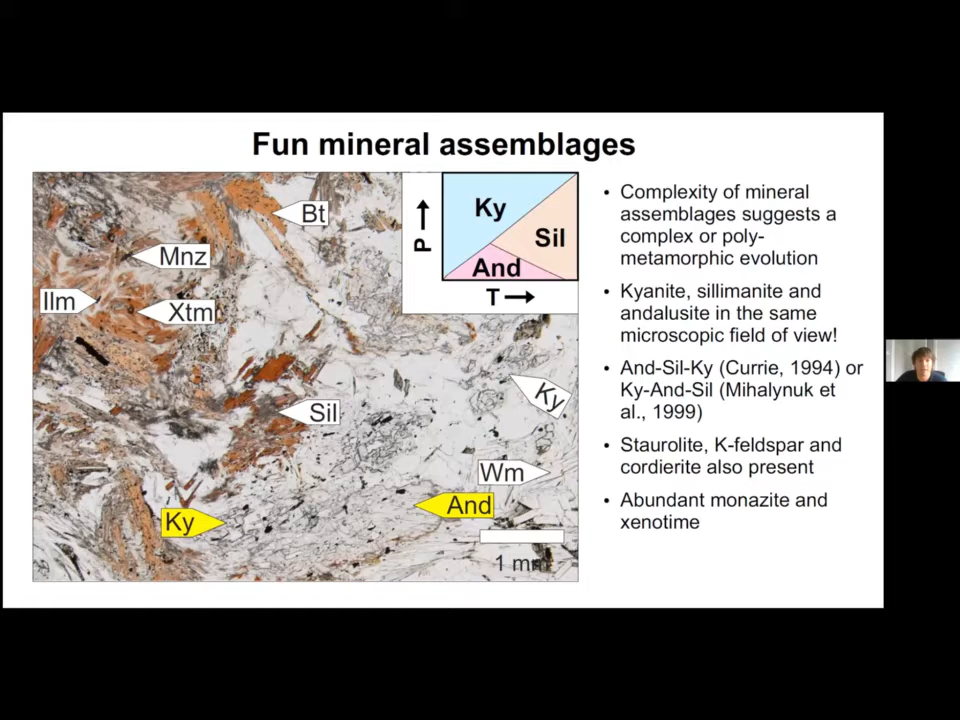 Fun mineral assemblages
Bt
Mnz
Ilm
Xtm
Sil
Ky
Wm
And
Ky
1 mm
P
Ky
Sil
And
T
• Complexity of mineral
assemblages suggests a
complex or poly-
metamorphic evolution
• Kyanite, sillimanite and
andalusite in the same
microscopic field of view!
• And-Sil-Ky (Currie, 1994) or
Ky-And-Sil (Mihalynuk et
al., 1999)
• Staurolite, K-feldspar and
cordierite also present
• Abundant monazite and
xenotime